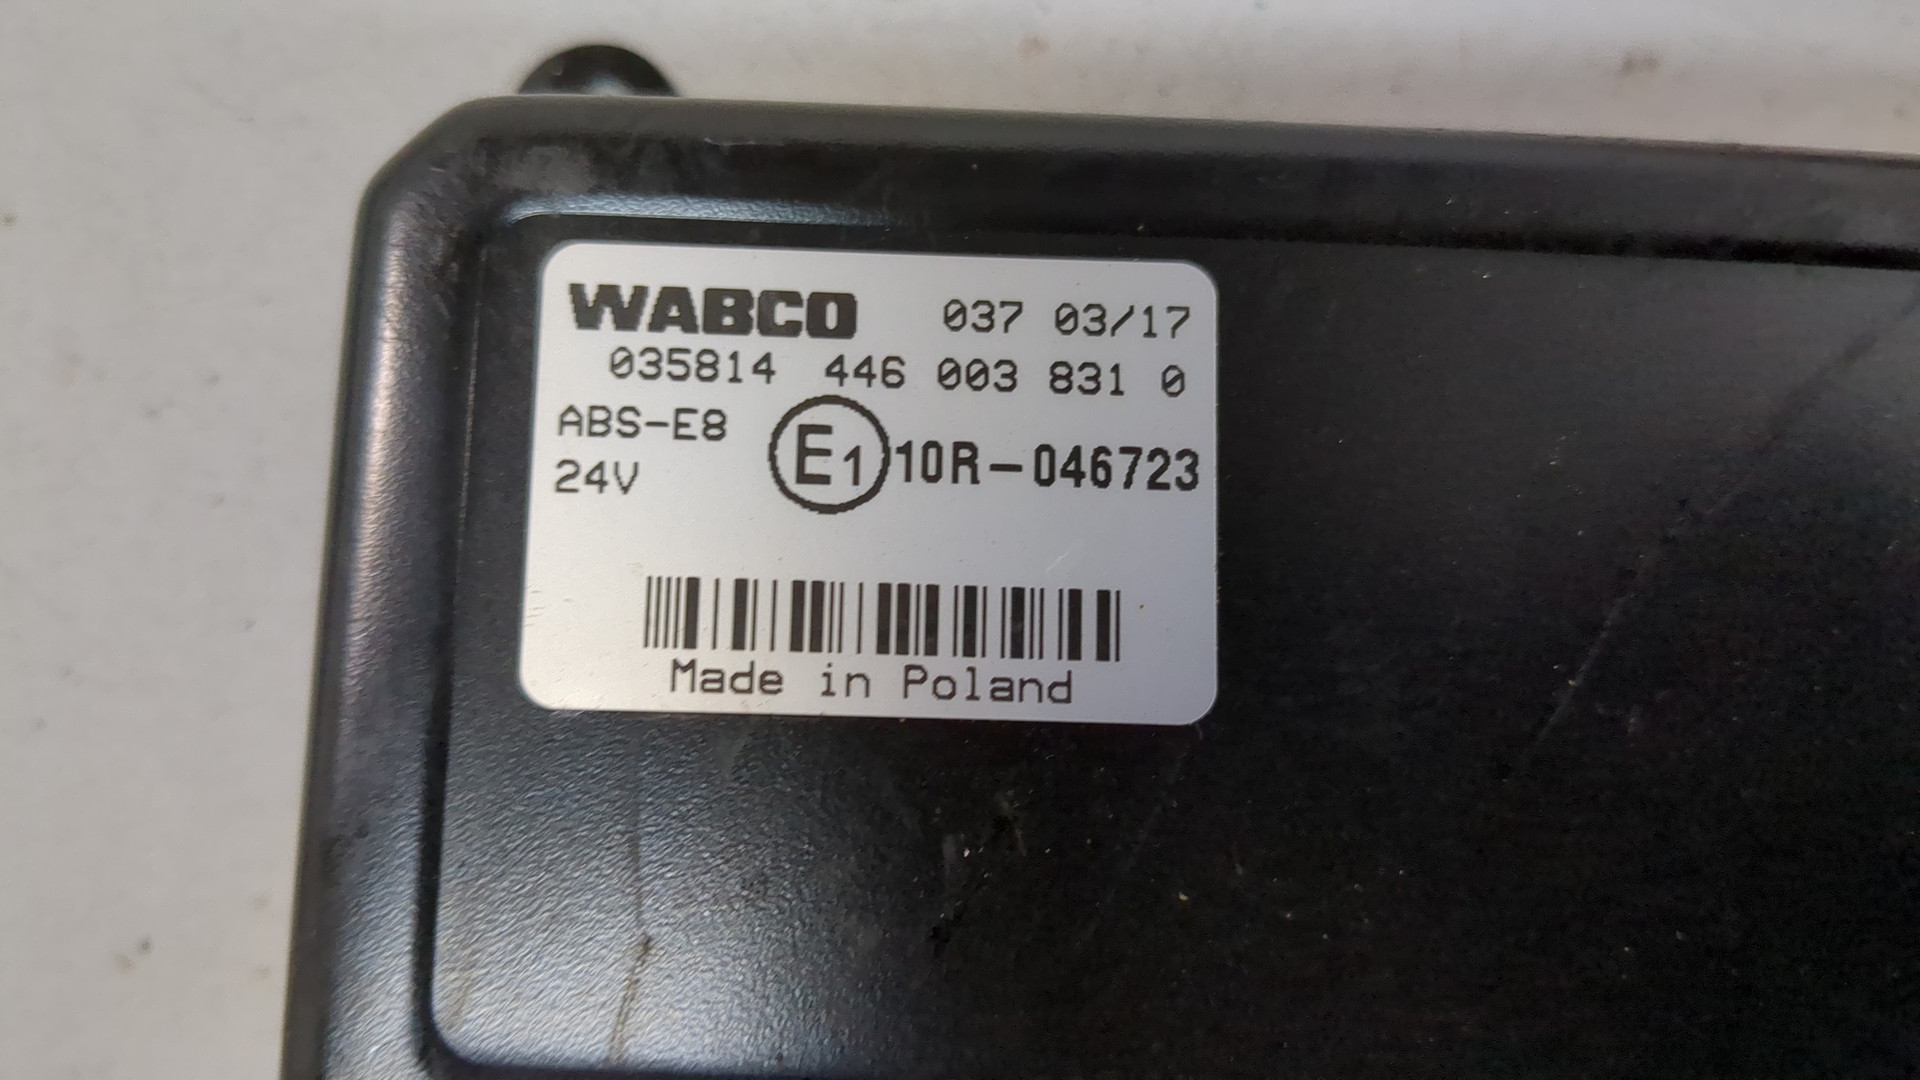 WABCO 037 03/17
035814 446 003 831 0
ABS-E8
24V
E1 10R-046723
Made in Poland